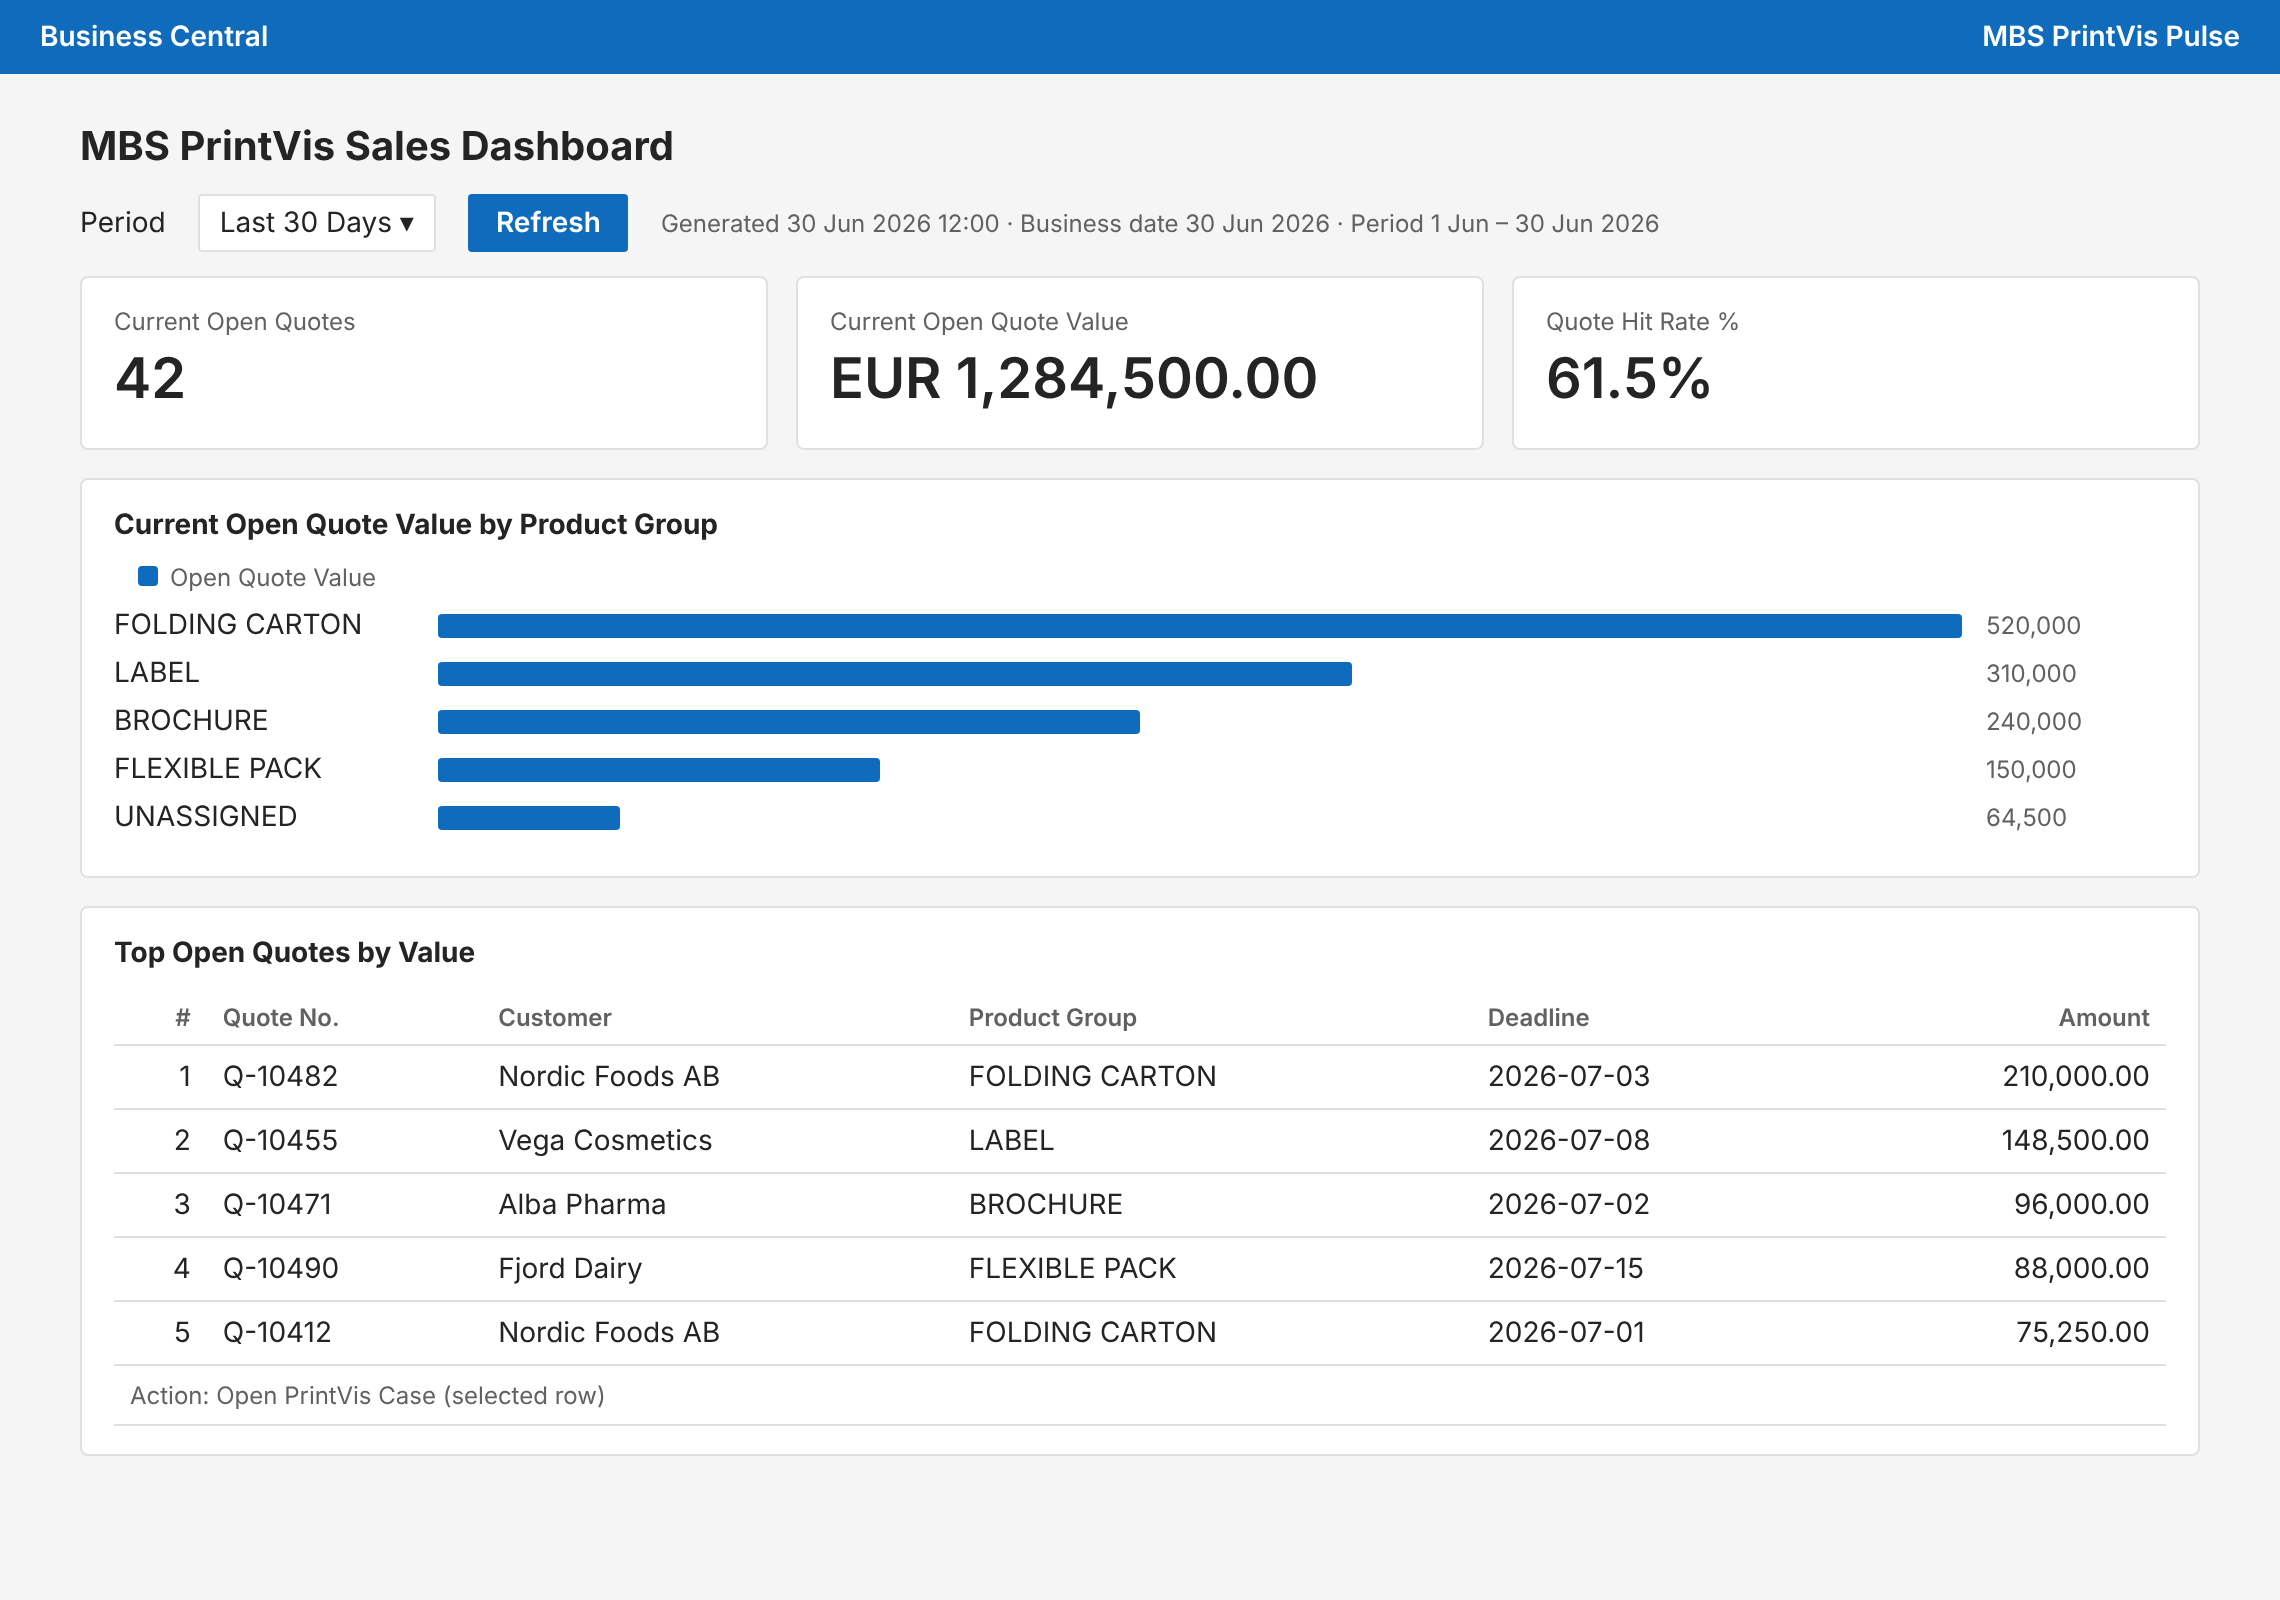 Business Central
MBS PrintVis Pulse
MBS PrintVis Sales Dashboard
Period Last 30 Days ▾ Refresh Generated 30 Jun 2026 12:00 · Business date 30 Jun 2026 · Period 1 Jun – 30 Jun 2026
Current Open Quotes
42
Current Open Quote Value
EUR 1,284,500.00
Quote Hit Rate %
61.5%
Current Open Quote Value by Product Group
Open Quote Value
FOLDING CARTON 520,000
LABEL 310,000
BROCHURE 240,000
FLEXIBLE PACK 150,000
UNASSIGNED 64,500
Top Open Quotes by Value
# Quote No. Customer Product Group Deadline Amount
1 Q-10482 Nordic Foods AB FOLDING CARTON 2026-07-03 210,000.00
2 Q-10455 Vega Cosmetics LABEL 2026-07-08 148,500.00
3 Q-10471 Alba Pharma BROCHURE 2026-07-02 96,000.00
4 Q-10490 Fjord Dairy FLEXIBLE PACK 2026-07-15 88,000.00
5 Q-10412 Nordic Foods AB FOLDING CARTON 2026-07-01 75,250.00
Action: Open PrintVis Case (selected row)